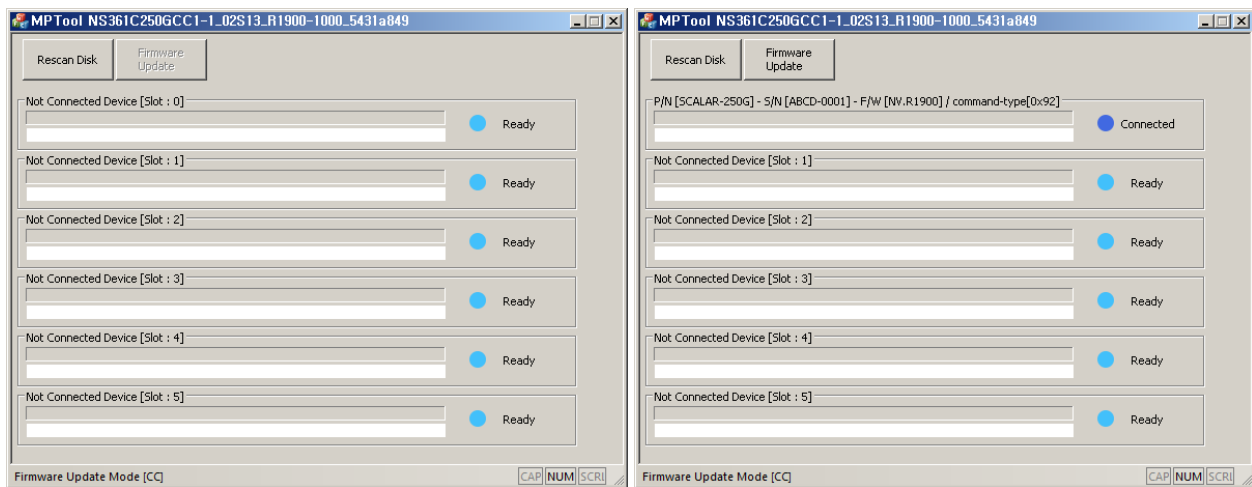 MPTool NS361C250GCC1-1_02S13_R1900-1000_5431a849
Rescan Disk
Firmware
Update
Not Connected Device [Slot : 0]
Ready
Not Connected Device [Slot : 1]
Ready
Not Connected Device [Slot : 2]
Ready
Not Connected Device [Slot : 3]
Ready
Not Connected Device [Slot : 4]
Ready
Not Connected Device [Slot : 5]
Ready
Firmware Update Mode [CC]
CAP NUM SCRL
MPTool NS361C250GCC1-1_02S13_R1900-1000_5431a849
Rescan Disk
Firmware
Update
P/N [SCALAR-250G] - S/N [ABCD-0001] - F/W [NV.R1900] / command-type[0x92]
Connected
Not Connected Device [Slot : 1]
Ready
Not Connected Device [Slot : 2]
Ready
Not Connected Device [Slot : 3]
Ready
Not Connected Device [Slot : 4]
Ready
Not Connected Device [Slot : 5]
Ready
Firmware Update Mode [CC]
CAP NUM SCRL